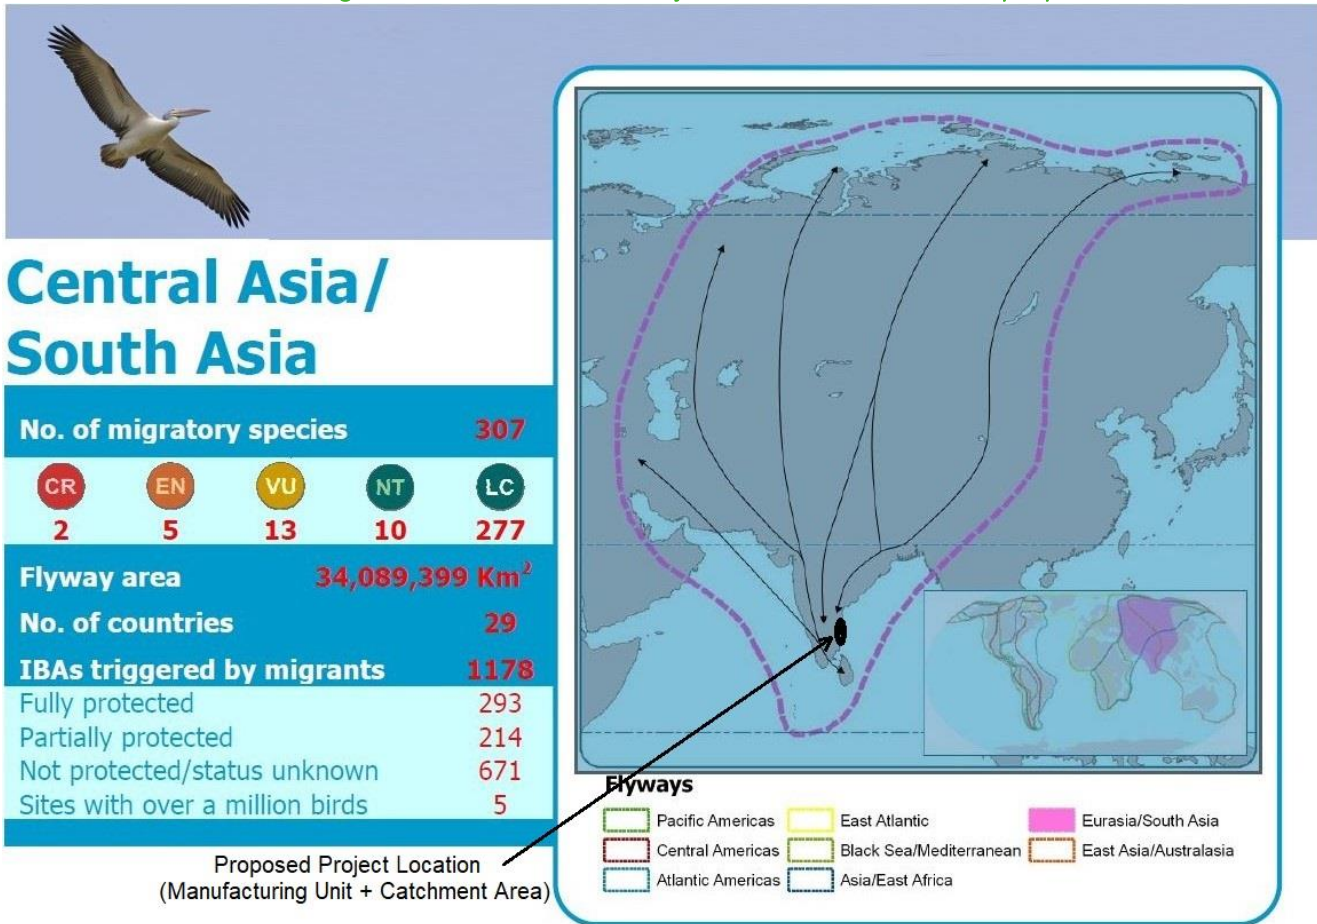 Central Asia/
South Asia
No. of migratory species 307
CR EN VU NT LC
2 5 13 10 277
Flyway area 34,089,399 Km²
No. of countries 29
IBAs triggered by migrants 1178
Fully protected 293
Partially protected 214
Not protected/status unknown 671
Sites with over a million birds 5
Proposed Project Location
(Manufacturing Unit + Catchment Area)
Flyways
Pacific Americas East Atlantic Eurasia/South Asia
Central Americas Black Sea/Mediterranean East Asia/Australasia
Atlantic Americas Asia/East Africa